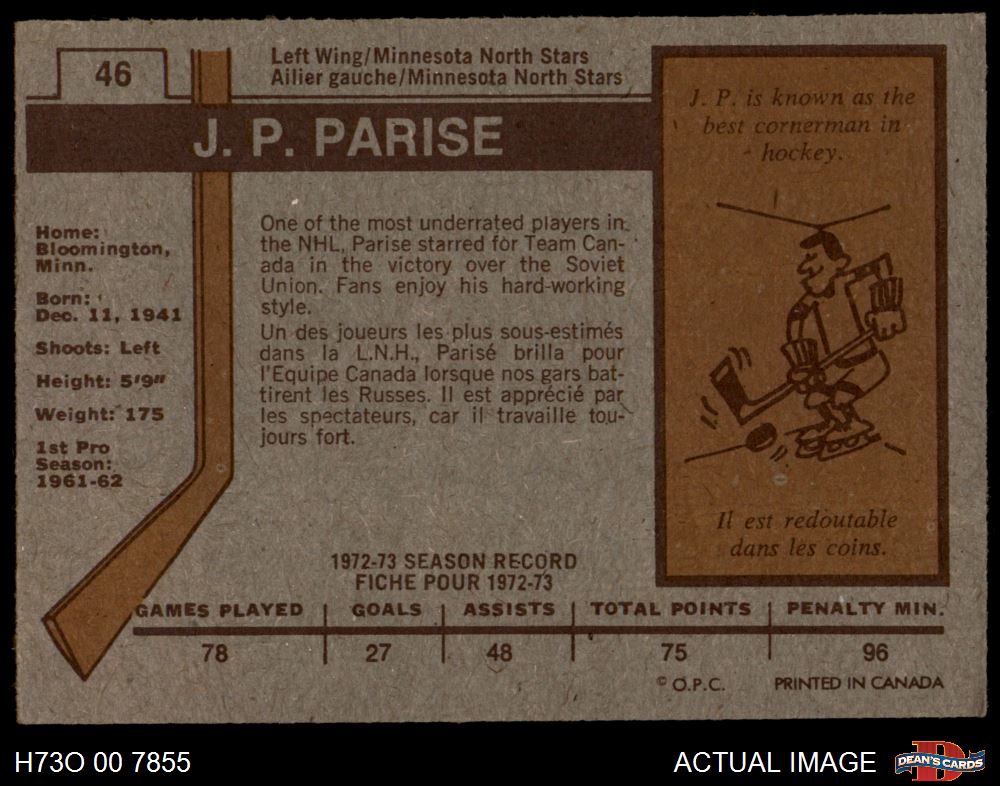 46
Left Wing/Minnesota North Stars
Ailier gauche/Minnesota North Stars
J. P. PARISE
Home:
Bloomington,
Minn.
Born:
Dec. 11, 1941
Shoots: Left
Height: 5'9"
Weight: 175
1st Pro
Season:
1961-62
One of the most underrated players in
the NHL, Parise starred for Team Can-
ada in the victory over the Soviet
Union. Fans enjoy his hard-working
style.
Un des joueurs les plus sous-estimés
dans la L.N.H., Parisé brilla pour
l'Equipe Canada lorsque nos gars bat-
tirent les Russes. Il est apprécié par
les spectateurs, car il travaille tou-
jours fort.
J. P. is known as the
best cornerman in
hockey.
Il est redoutable
dans les coins.
1972-73 SEASON RECORD
FICHE POUR 1972-73
GAMES PLAYED GOALS ASSISTS TOTAL POINTS PENALTY MIN.
78 27 48 75 96
© O.P.C. PRINTED IN CANADA
H73O 00 7855
ACTUAL IMAGE
D
DEAN'S CARDS